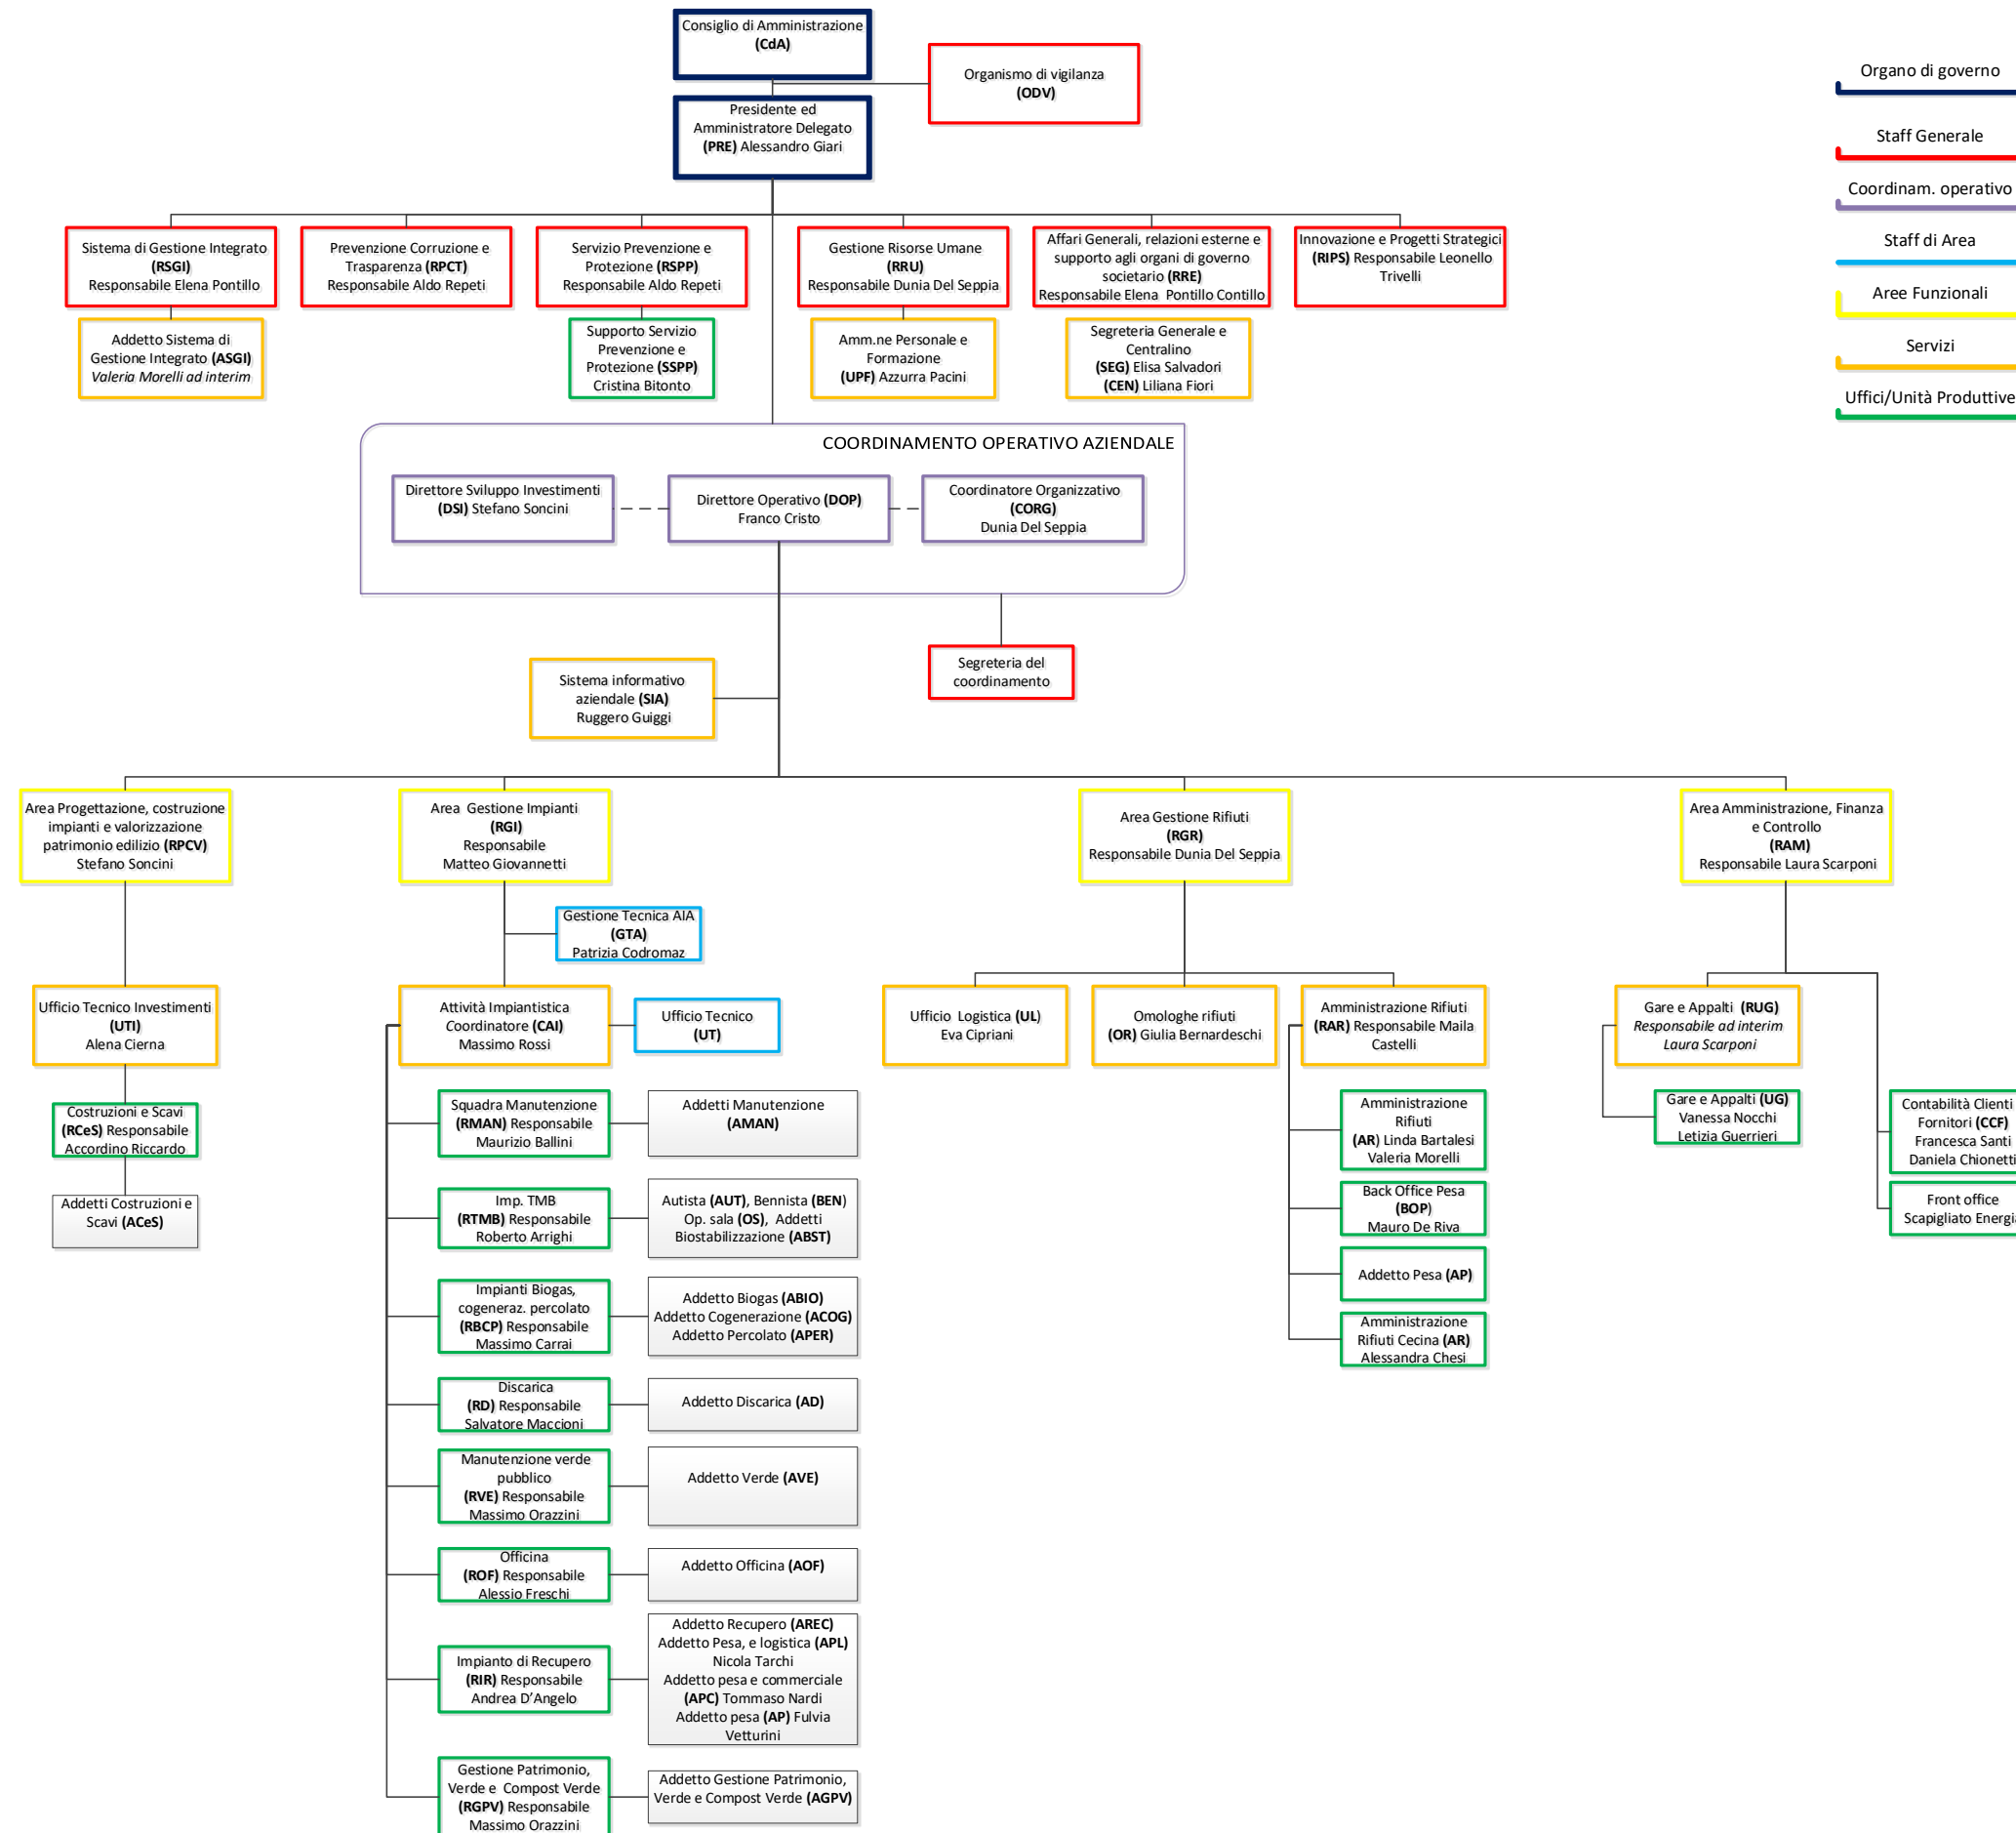 Consiglio di Amministrazione
(CdA)
Organismo di vigilanza
(ODV)
Presidente ed
Amministratore Delegato
(PRE) Alessandro Giari
Organo di governo
Staff Generale
Coordinam. operativo
Staff di Area
Aree Funzionali
Servizi
Uffici/Unità Produttive
Sistema di Gestione Integrato
(RSGI)
Responsabile Elena Pontillo
Prevenzione Corruzione e
Trasparenza (RPCT)
Responsabile Aldo Repeti
Servizio Prevenzione e
Protezione (RSPP)
Responsabile Aldo Repeti
Gestione Risorse Umane
(RRU)
Responsabile Dunia Del Seppia
Affari Generali, relazioni esterne e
supporto agli organi di governo
societario (RRE)
Responsabile Elena Pontillo Contillo
Innovazione e Progetti Strategici
(RIPS) Responsabile Leonello
Trivelli
Addetto Sistema di
Gestione Integrato (ASGI)
Valeria Morelli ad interim
Supporto Servizio
Prevenzione e
Protezione (SSPP)
Cristina Bitonto
Amm.ne Personale e
Formazione
(UPF) Azzurra Pacini
Segreteria Generale e
Centralino
(SEG) Elisa Salvadori
(CEN) Liliana Fiori
COORDINAMENTO OPERATIVO AZIENDALE
Direttore Sviluppo Investimenti
(DSI) Stefano Soncini
Direttore Operativo (DOP)
Franco Cristo
Coordinatore Organizzativo
(CORG)
Dunia Del Seppia
Segreteria del
coordinamento
Sistema informativo
aziendale (SIA)
Ruggero Guiggi
Area Progettazione, costruzione
impianti e valorizzazione
patrimonio edilizio (RPCV)
Stefano Soncini
Area Gestione Impianti
(RGI)
Responsabile
Matteo Giovannetti
Area Gestione Rifiuti
(RGR)
Responsabile Dunia Del Seppia
Area Amministrazione, Finanza
e Controllo
(RAM)
Responsabile Laura Scarponi
Gestione Tecnica AIA
(GTA)
Patrizia Codromaz
Ufficio Tecnico Investimenti
(UTI)
Alena Cierna
Attività Impiantistica
Coordinatore (CAI)
Massimo Rossi
Ufficio Tecnico
(UT)
Ufficio Logistica (UL)
Eva Cipriani
Omologhe rifiuti
(OR) Giulia Bernardeschi
Amministrazione Rifiuti
(RAR) Responsabile Maila
Castelli
Gare e Appalti (RUG)
Responsabile ad interim
Laura Scarponi
Costruzioni e Scavi
(RCeS) Responsabile
Accordino Riccardo
Addetti Costruzioni e
Scavi (ACeS)
Squadra Manutenzione
(RMAN) Responsabile
Maurizio Ballini
Addetti Manutenzione
(AMAN)
Imp. TMB
(RTMB) Responsabile
Roberto Arrighi
Autista (AUT), Bennista (BEN)
Op. sala (OS), Addetti
Biostabilizzazione (ABST)
Impianti Biogas,
cogeneraz. percolato
(RBCP) Responsabile
Massimo Carrai
Addetto Biogas (ABIO)
Addetto Cogenerazione (ACOG)
Addetto Percolato (APER)
Discarica
(RD) Responsabile
Salvatore Maccioni
Addetto Discarica (AD)
Manutenzione verde
pubblico
(RVE) Responsabile
Massimo Orazzini
Addetto Verde (AVE)
Officina
(ROF) Responsabile
Alessio Freschi
Addetto Officina (AOF)
Impianto di Recupero
(RIR) Responsabile
Andrea D'Angelo
Addetto Recupero (AREC)
Addetto Pesa, e logistica (APL)
Nicola Tarchi
Addetto pesa e commerciale
(APC) Tommaso Nardi
Addetto pesa (AP) Fulvia
Vetturini
Gestione Patrimonio,
Verde e Compost Verde
(RGPV) Responsabile
Massimo Orazzini
Addetto Gestione Patrimonio,
Verde e Compost Verde (AGPV)
Amministrazione
Rifiuti
(AR) Linda Bartalesi
Valeria Morelli
Back Office Pesa
(BOP)
Mauro De Riva
Addetto Pesa (AP)
Amministrazione
Rifiuti Cecina (AR)
Alessandra Chesi
Gare e Appalti (UG)
Vanessa Nocchi
Letizia Guerrieri
Contabilità Clienti
Fornitori (CCF)
Francesca Santi
Daniela Chionetti
Front office
Scapigliato Energia